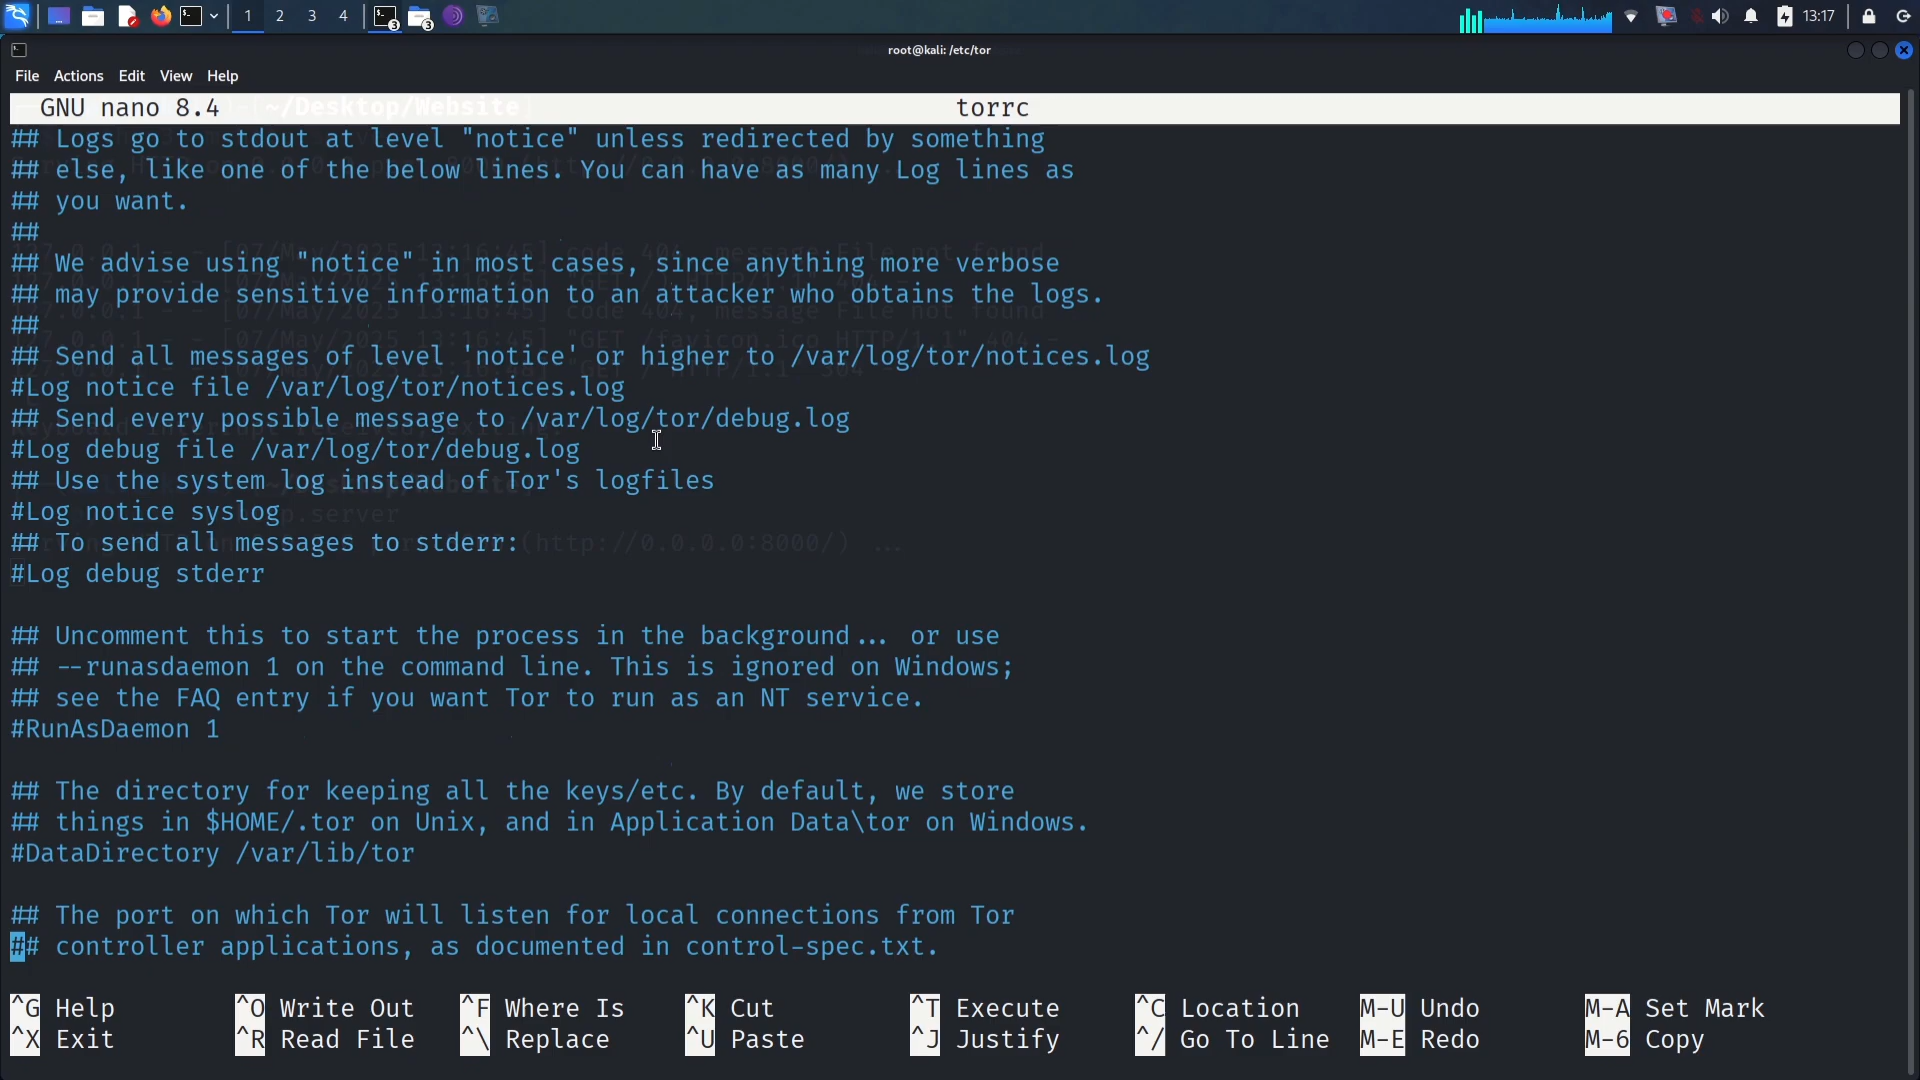 1 2 3 4 3 3 13:17
root@kali: /etc/tor
File Actions Edit View Help
GNU nano 8.4 ~/Desktop/Website torrc
## Logs go to stdout at level "notice" unless redirected by something
## else, like one of the below lines. You can have as many Log lines as
## you want.
##
## We advise using "notice" in most cases, since anything more verbose
## may provide sensitive information to an attacker who obtains the logs.
##
## Send all messages of level 'notice' or higher to /var/log/tor/notices.log
#Log notice file /var/log/tor/notices.log
## Send every possible message to /var/log/tor/debug.log
#Log debug file /var/log/tor/debug.log
## Use the system log instead of Tor's logfiles
#Log notice syslog
## To send all messages to stderr:
#Log debug stderr
## Uncomment this to start the process in the background... or use
## --runasdaemon 1 on the command line. This is ignored on Windows;
## see the FAQ entry if you want Tor to run as an NT service.
#RunAsDaemon 1
## The directory for keeping all the keys/etc. By default, we store
## things in $HOME/.tor on Unix, and in Application Data\tor on Windows.
#DataDirectory /var/lib/tor
## The port on which Tor will listen for local connections from Tor
## controller applications, as documented in control-spec.txt.
^G Help ^O Write Out ^F Where Is ^K Cut ^T Execute ^C Location M-U Undo M-A Set Mark
^X Exit ^R Read File ^\ Replace ^U Paste ^J Justify ^/ Go To Line M-E Redo M-6 Copy